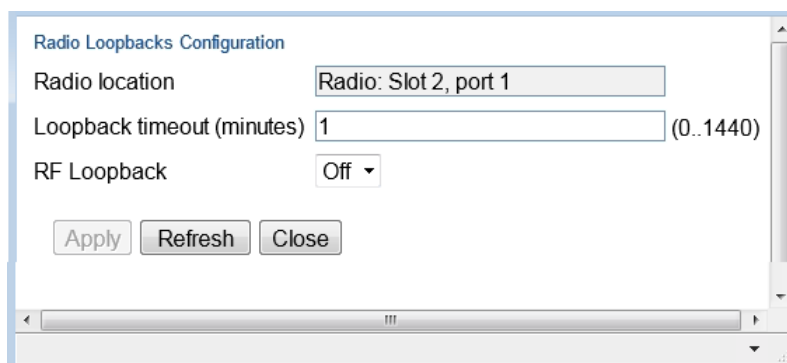 Radio Loopbacks Configuration
Radio location Radio: Slot 2, port 1
Loopback timeout (minutes) 1 (0..1440)
RF Loopback Off
Apply Refresh Close